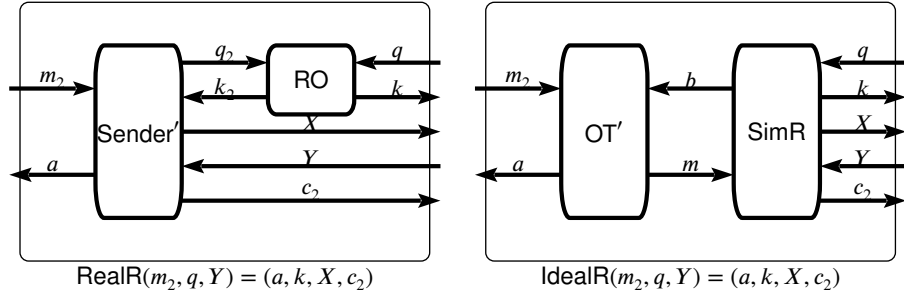 q₂ q
m₂ RO
k₂ k
Sender′ X
Y
a
c₂
RealR(m₂, q, Y) = (a, k, X, c₂)
q
m₂ b k
OT′ SimR X
Y
a m
c₂
IdealR(m₂, q, Y) = (a, k, X, c₂)